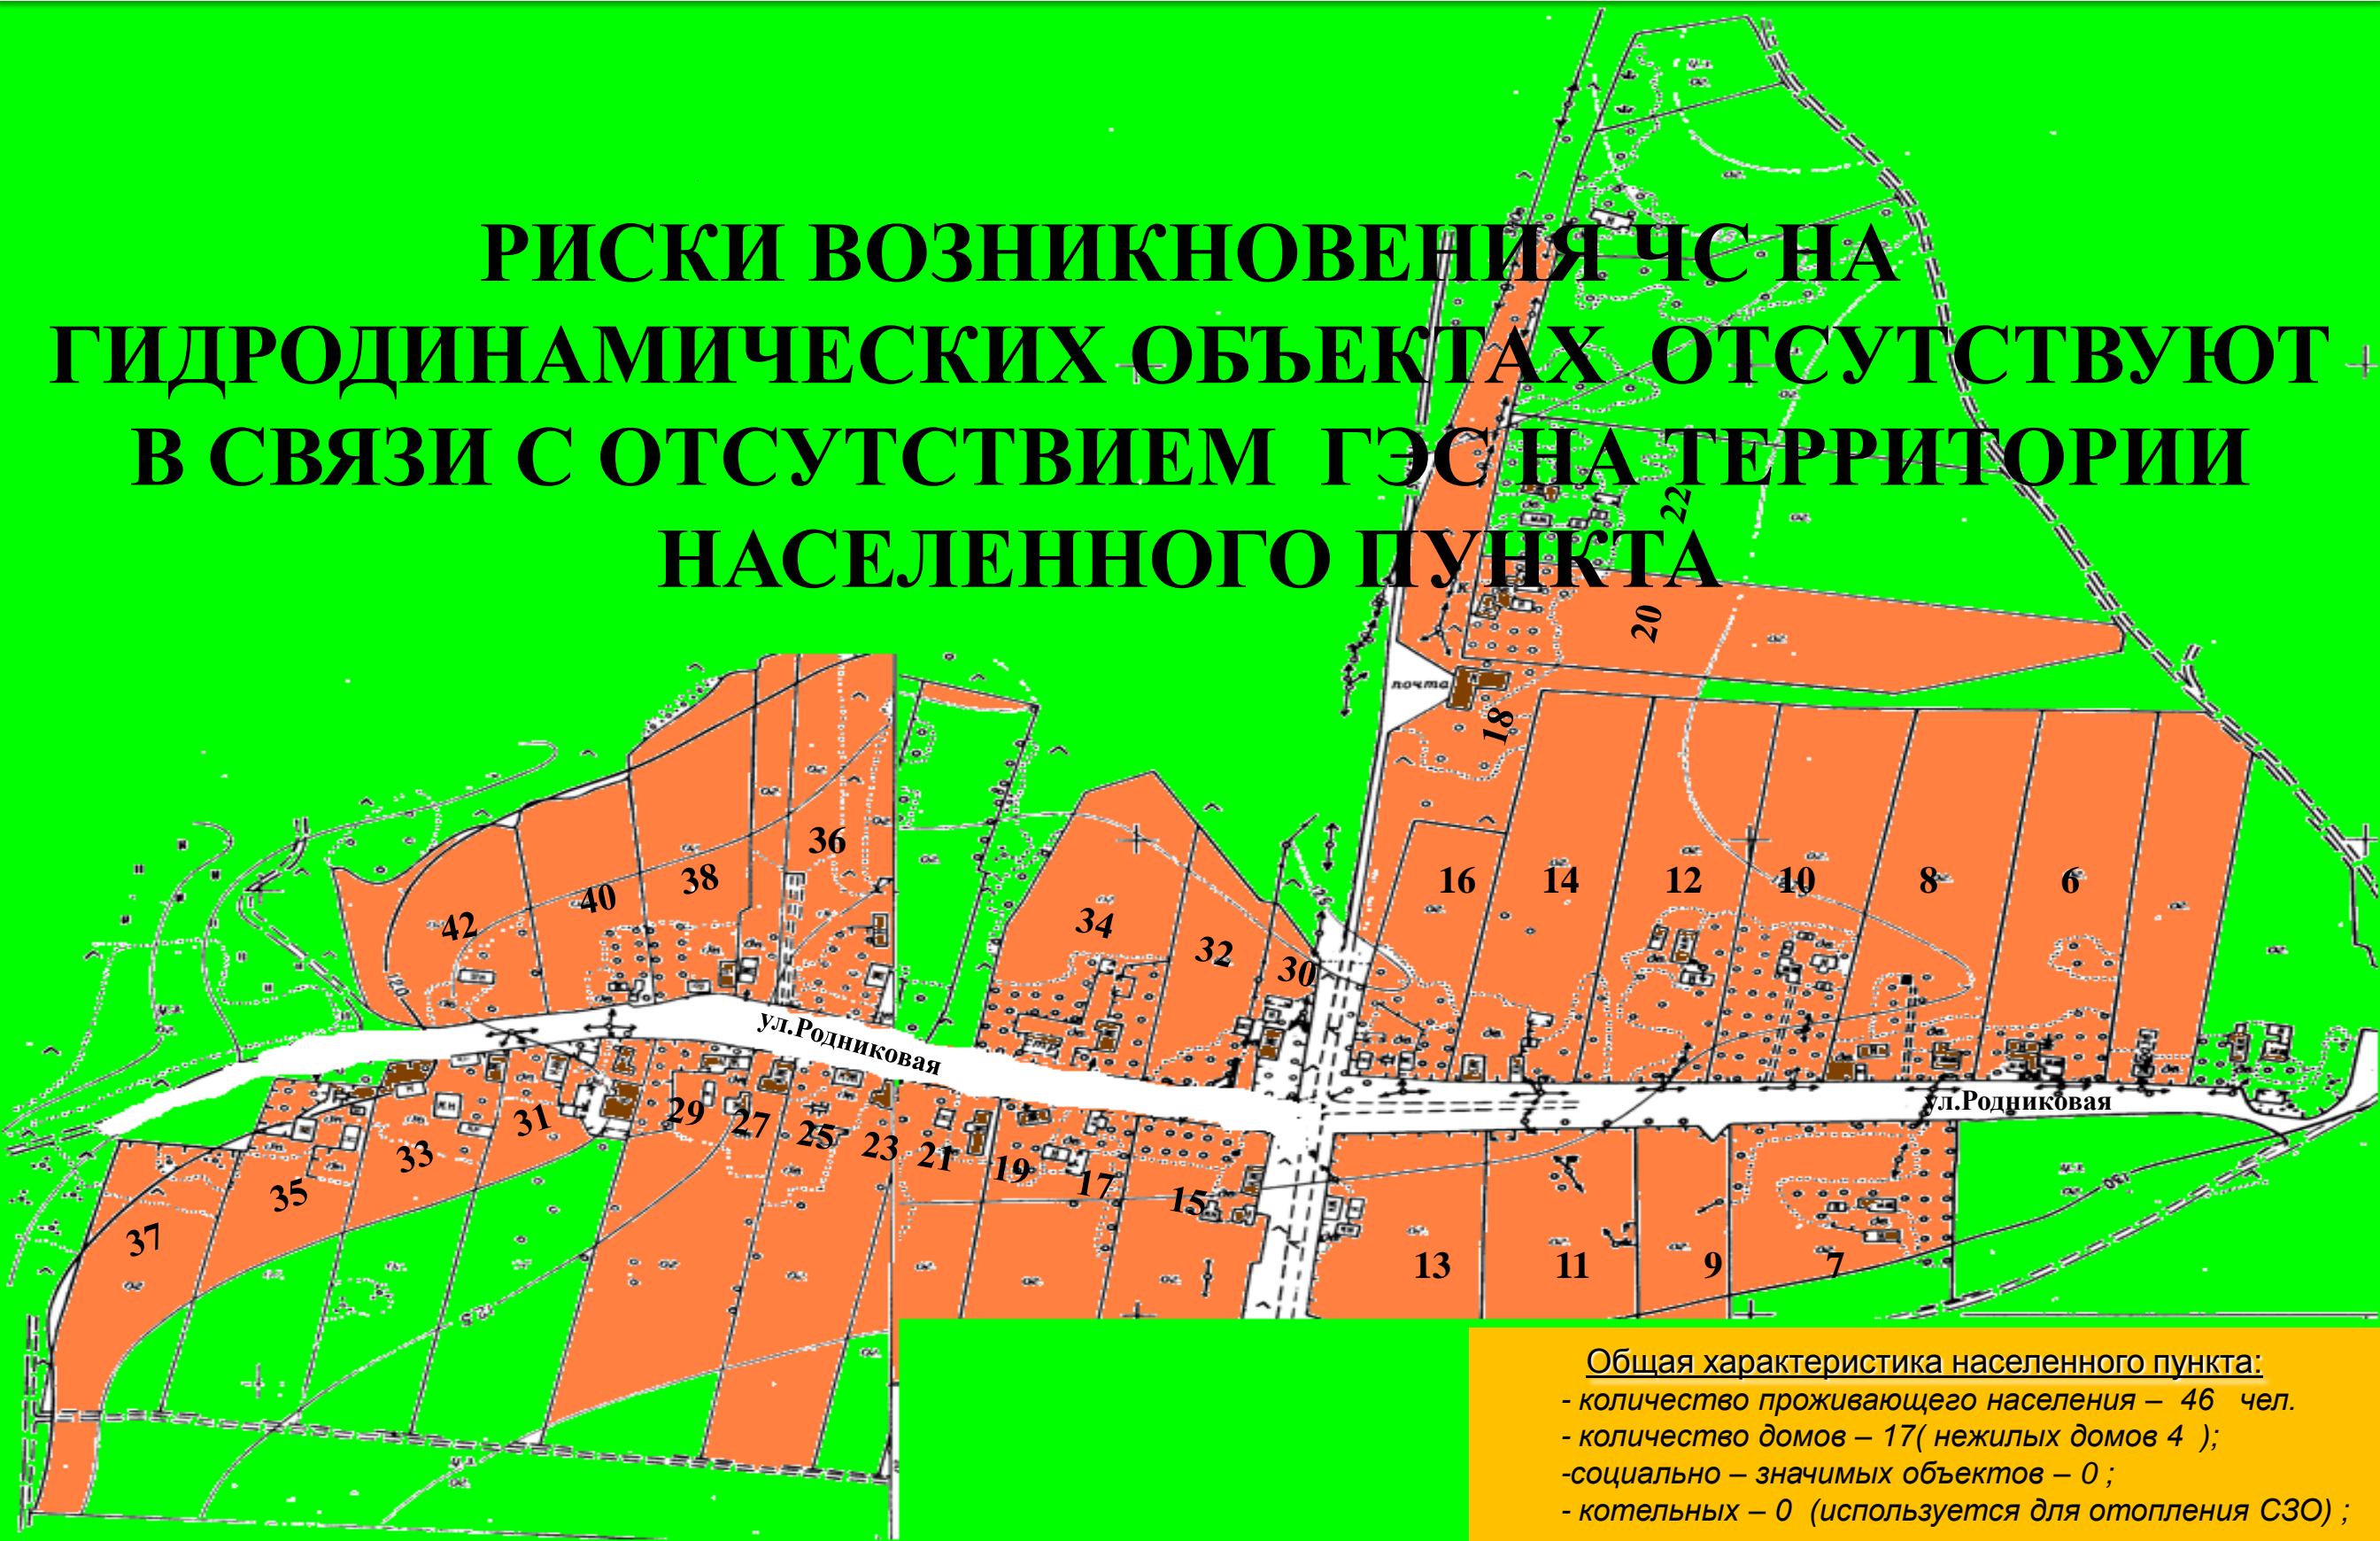 РИСКИ ВОЗНИКНОВЕНИЯ ЧС НА
ГИДРОДИНАМИЧЕСКИХ ОБЪЕКТАХ ОТСУТСТВУЮТ
В СВЯЗИ С ОТСУТСТВИЕМ ГЭС НА ТЕРРИТОРИИ
НАСЕЛЕННОГО ПУНКТА
22
20
почта
18
36
38
40
42
34
32
30
16
14
12
10
8
6
120
ул.Родниковая
ул.Родниковая
37
35
33
31
29
27
25
23
21
19
17
15
13
11
9
7
130
125
Общая характеристика населенного пункта:
- количество проживающего населения – 46 чел.
- количество домов – 17( нежилых домов 4 );
-социально – значимых объектов – 0 ;
- котельных – 0 (используется для отопления СЗО) ;